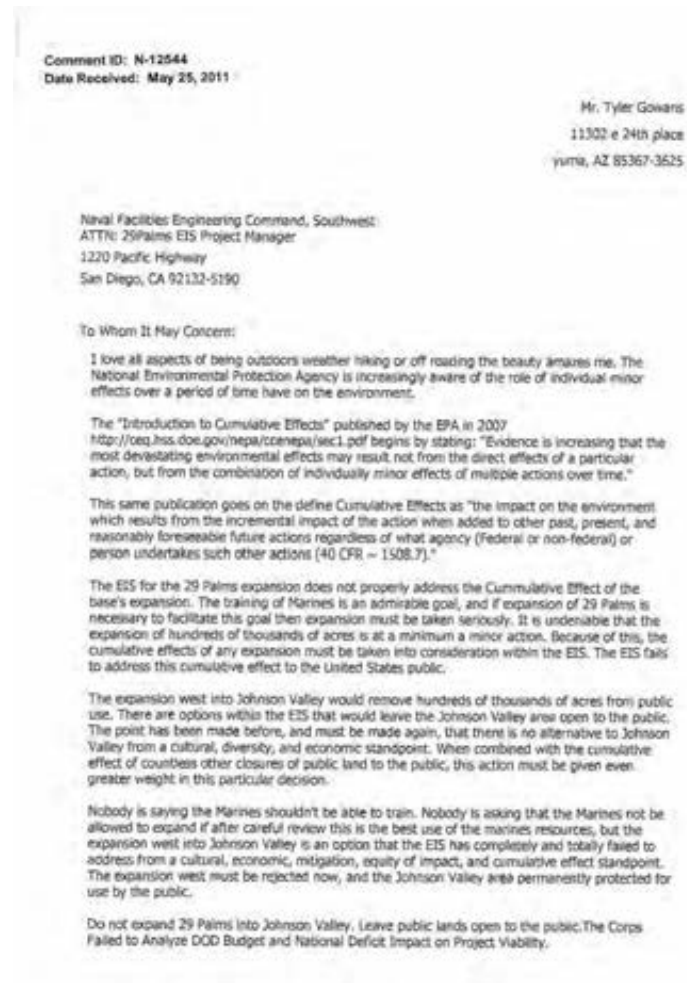 Comment ID: N-12544
Date Received: May 25, 2011
Mr. Tyler Gowans
11302 e 24th place
yuma, AZ 85367-3625
Naval Facilities Engineering Command, Southwest
ATTN: 29Palms EIS Project Manager
1220 Pacific Highway
San Diego, CA 92132-5190
To Whom It May Concern:
I love all aspects of being outdoors weather hiking or off roading the beauty amazes me. The
National Environmental Protection Agency is increasingly aware of the role of individual minor
effects over a period of time have on the environment.
The "Introduction to Cumulative Effects" published by the EPA in 2007
http://ceq.hss.doe.gov/nepa/ccenepa/sec1.pdf begins by stating: "Evidence is increasing that the
most devastating environmental effects may result not from the direct effects of a particular
action, but from the combination of individually minor effects of multiple actions over time."
This same publication goes on the define Cumulative Effects as "the impact on the environment
which results from the incremental impact of the action when added to other past, present, and
reasonably foreseeable future actions regardless of what agency (Federal or non-federal) or
person undertakes such other actions (40 CFR ~ 1508.7)."
The EIS for the 29 Palms expansion does not properly address the Cummulative Effect of the
base's expansion. The training of Marines is an admirable goal, and if expansion of 29 Palms is
necessary to facilitate this goal then expansion must be taken seriously. It is undeniable that the
expansion of hundreds of thousands of acres is at a minimum a minor action. Because of this, the
cumulative effects of any expansion must be taken into consideration within the EIS. The EIS fails
to address this cumulative effect to the United States public.
The expansion west into Johnson Valley would remove hundreds of thousands of acres from public
use. There are options within the EIS that would leave the Johnson Valley area open to the public.
The point has been made before, and must be made again, that there is no alternative to Johnson
Valley from a cultural, diversity, and economic standpoint. When combined with the cumulative
effect of countless other closures of public land to the public, this action must be given even
greater weight in this particular decision.
Nobody is saying the Marines shouldn't be able to train. Nobody is asking that the Marines not be
allowed to expand if after careful review this is the best use of the marines resources, but the
expansion west into Johnson Valley is an option that the EIS has completely and totally failed to
address from a cultural, economic, mitigation, equity of impact, and cumulative effect standpoint.
The expansion west must be rejected now, and the Johnson Valley area permanently protected for
use by the public.
Do not expand 29 Palms into Johnson Valley. Leave public lands open to the public.The Corps
Failed to Analyze DOD Budget and National Deficit Impact on Project Viability.